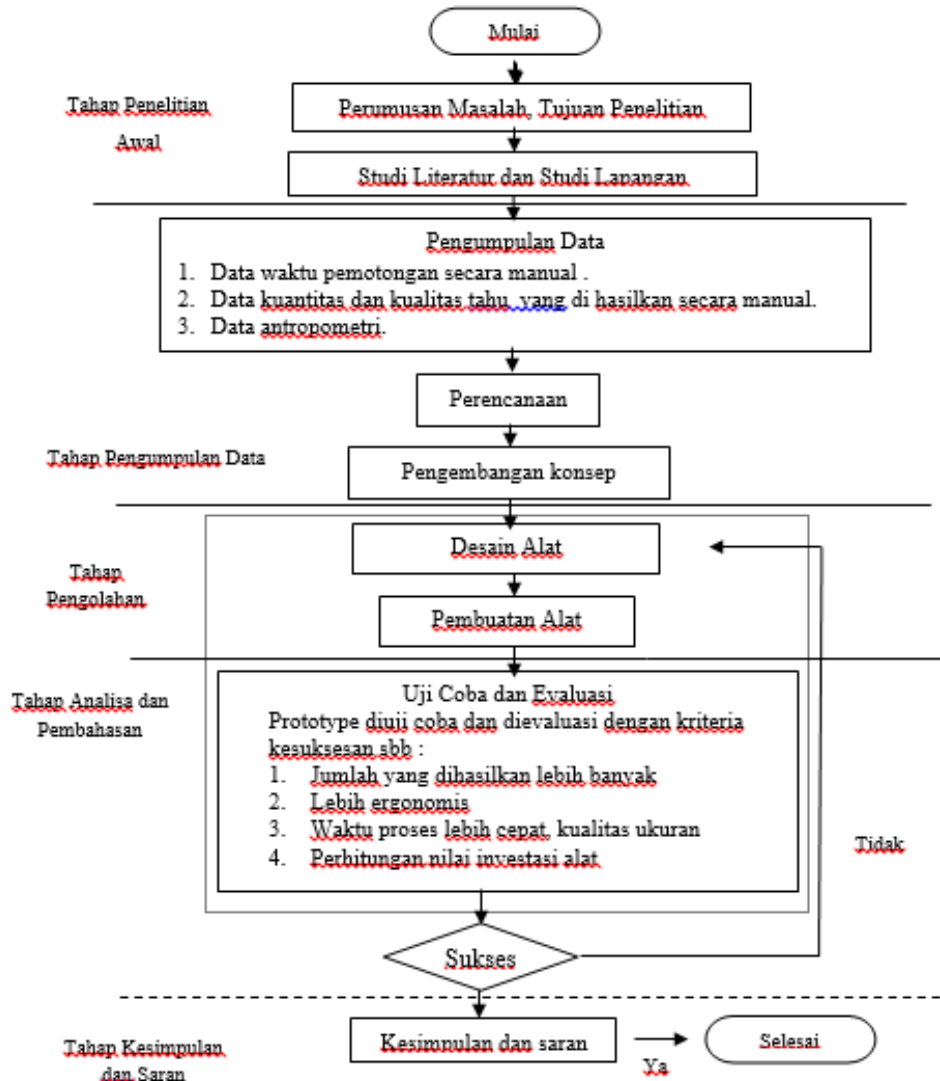 Mulai
Tahap Penelitian
Awal
Perumusan Masalah, Tujuan Penelitian
Studi Literatur dan Studi Lapangan
Pengumpulan Data
1. Data waktu pemotongan secara manual .
2. Data kuantitas dan kualitas tahu yang di hasilkan secara manual.
3. Data antropometri.
Perencanaan
Tahap Pengumpulan Data
Pengembangan konsep
Desain Alat
Tahap
Pengolahan
Pembuatan Alat
Tahap Analisa dan
Pembahasan
Uji Coba dan Evaluasi
Prototype diuji coba dan dievaluasi dengan kriteria
kesuksesan sbb :
1. Jumlah yang dihasilkan lebih banyak
2. Lebih ergonomis
3. Waktu proses lebih cepat, kualitas ukuran
4. Perhitungan nilai investasi alat
Tidak
Sukses
Tahap Kesimpulan
dan Saran
Kesimpulan dan saran
Ya
Selesai